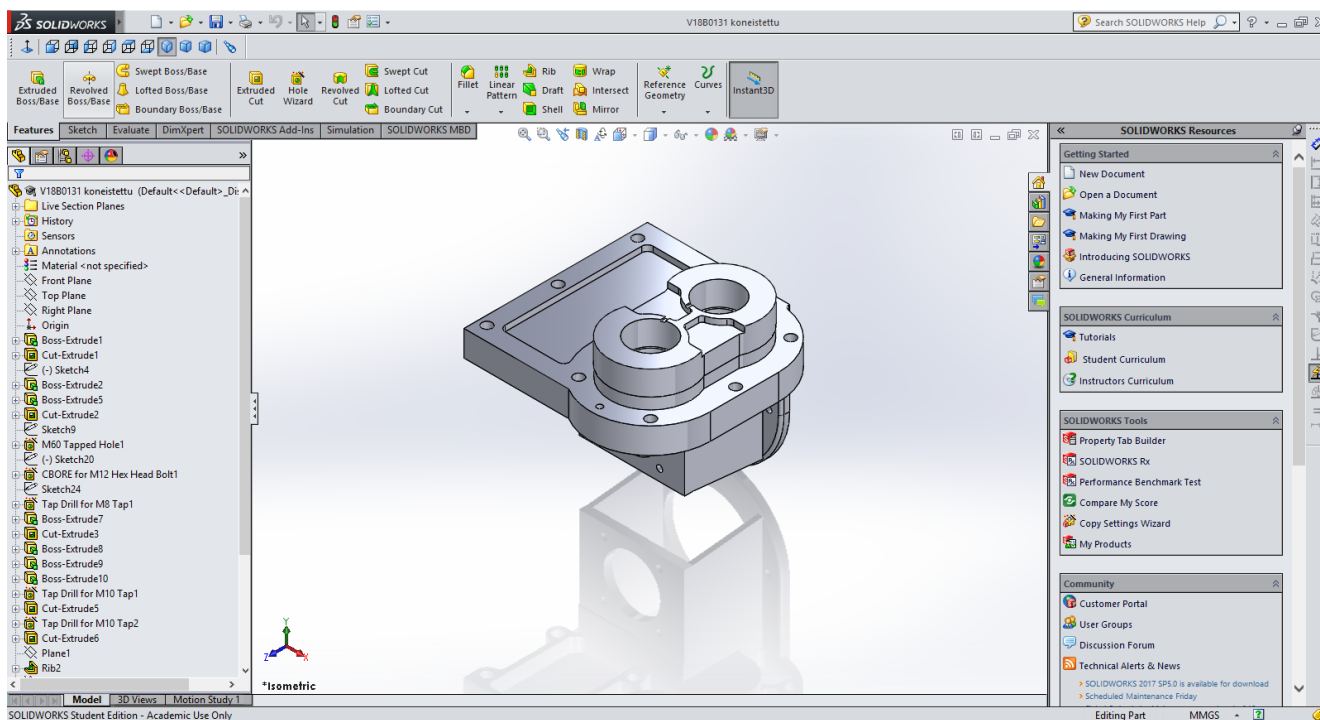 SOLIDWORKS
V18B0131 koneistettu
Search SOLIDWORKS Help
Extruded Boss/Base
Revolved Boss/Base
Swept Boss/Base
Lofted Boss/Base
Boundary Boss/Base
Extruded Cut
Hole Wizard
Revolved Cut
Swept Cut
Lofted Cut
Boundary Cut
Fillet
Linear Pattern
Rib
Draft
Shell
Wrap
Intersect
Mirror
Reference Geometry
Curves
Instant3D
Features
Sketch
Evaluate
DimXpert
SOLIDWORKS Add-Ins
Simulation
SOLIDWORKS MBD
V18B0131 koneistettu (Default<<Default>_Di
Live Section Planes
History
Sensors
Annotations
Material <not specified>
Front Plane
Top Plane
Right Plane
Origin
Boss-Extrude1
Cut-Extrude1
(-) Sketch4
Boss-Extrude2
Boss-Extrude5
Cut-Extrude2
Sketch9
M60 Tapped Hole1
(-) Sketch20
CBORE for M12 Hex Head Bolt1
Sketch24
Tap Drill for M8 Tap1
Boss-Extrude7
Cut-Extrude3
Boss-Extrude8
Boss-Extrude9
Boss-Extrude10
Tap Drill for M10 Tap1
Cut-Extrude5
Tap Drill for M10 Tap2
Cut-Extrude6
Plane1
Rib2
Y
Z
X
*Isometric
SOLIDWORKS Resources
Getting Started
New Document
Open a Document
Making My First Part
Making My First Drawing
Introducing SOLIDWORKS
General Information
SOLIDWORKS Curriculum
Tutorials
Student Curriculum
Instructors Curriculum
SOLIDWORKS Tools
Property Tab Builder
SOLIDWORKS Rx
Performance Benchmark Test
Compare My Score
Copy Settings Wizard
My Products
Community
Customer Portal
User Groups
Discussion Forum
Technical Alerts & News
> SOLIDWORKS 2017 SP5.0 is available for download
> Scheduled Maintenance Friday
Model
3D Views
Motion Study 1
SOLIDWORKS Student Edition - Academic Use Only
Editing Part
MMGS